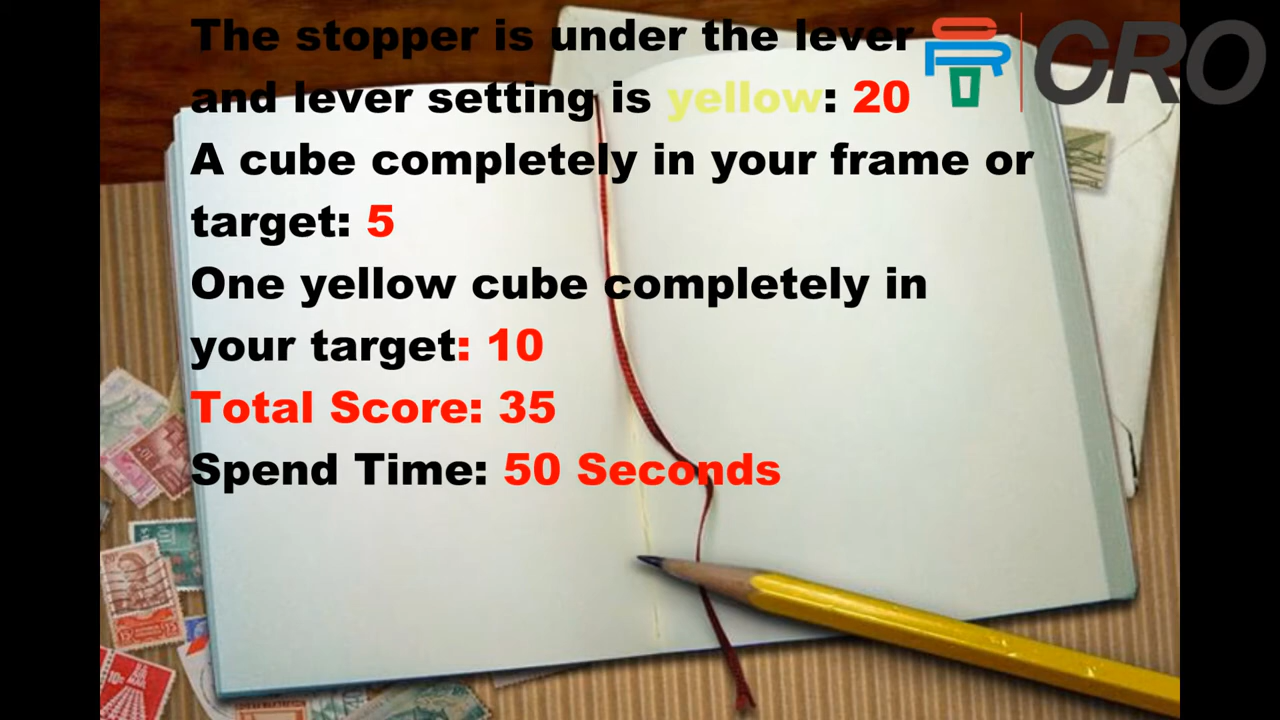 The stopper is under the lever
and lever setting is yellow: 20
A cube completely in your frame or
target: 5
One yellow cube completely in
your target: 10
Total Score: 35
Spend Time: 50 Seconds
CRO